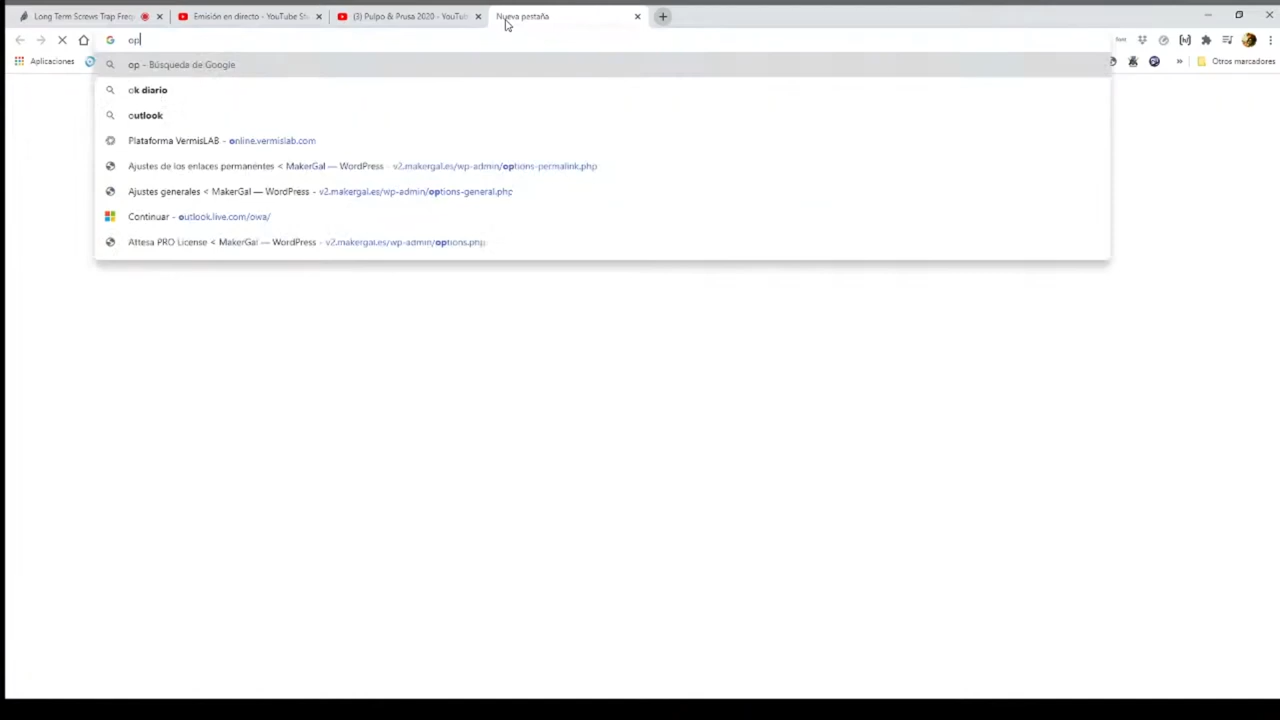 Long Term Screws Trap Freq
Emisión en directo - YouTube St
(3) Pulpo & Prusa 2020 - YouTub
Nueva pestaña
op
Aplicaciones
Otros marcadores
op - Búsqueda de Google
ok diario
outlook
Plataforma VermisLAB - online.vermislab.com
Ajustes de los enlaces permanentes < MakerGal — WordPress - v2.makergal.es/wp-admin/options-permalink.php
Ajustes generales < MakerGal — WordPress - v2.makergal.es/wp-admin/options-general.php
Continuar - outlook.live.com/owa/
Altesa PRO License < MakerGal — WordPress - v2.makergal.es/wp-admin/options.php